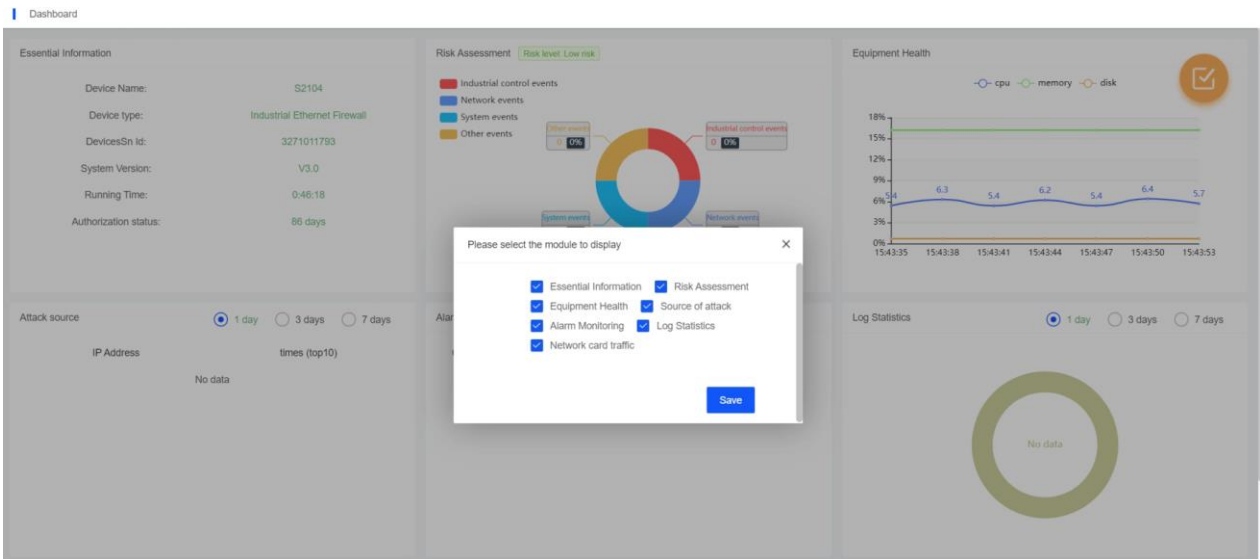 Dashboard
Essential Information
Device Name: S2104
Device type: Industrial Ethernet Firewall
DevicesSn Id: 3271011793
System Version: V3.0
Running Time: 0:46:18
Authorization status: 86 days
Risk Assessment Risk level: Low risk
Industrial control events
Network events
System events
Other events
Other events
0 0%
Industrial control events
0 0%
System events
Network events
Equipment Health
cpu memory disk
18%
15%
12%
9%
6%
3%
0%
5.4 6.3 5.4 6.2 5.4 6.4 5.7
15:43:35 15:43:38 15:43:41 15:43:44 15:43:47 15:43:50 15:43:53
Please select the module to display
Essential Information Risk Assessment
Equipment Health Source of attack
Alarm Monitoring Log Statistics
Network card traffic
Save
Attack source 1 day 3 days 7 days
IP Address times (top10)
No data
Log Statistics 1 day 3 days 7 days
No data